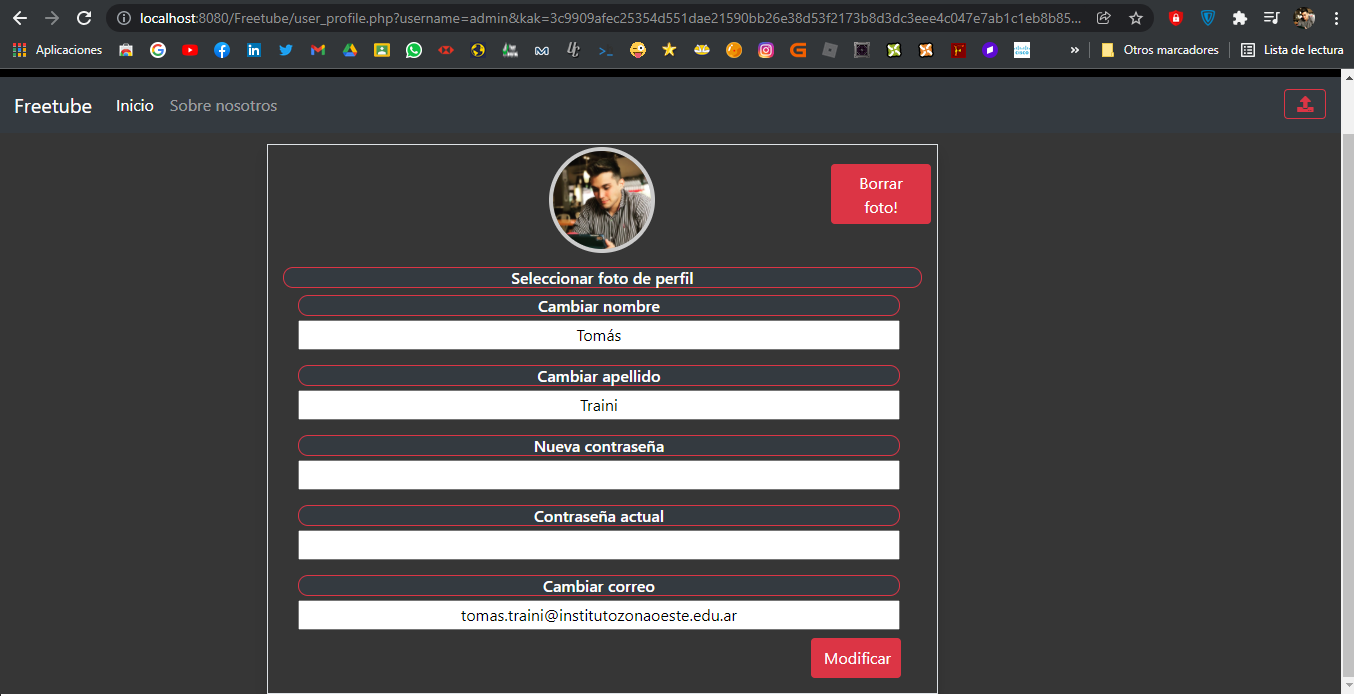 localhost:8080/Freetube/user_profile.php?username=admin&kak=3c9909afec25354d551dae21590bb26e38d53f2173b8d3dc3eee4c047e7ab1c1eb8b85...
Aplicaciones
» Otros marcadores Lista de lectura
Freetube Inicio Sobre nosotros
Borrar
foto!
Seleccionar foto de perfil
Cambiar nombre
Tomás
Cambiar apellido
Traini
Nueva contraseña
Contraseña actual
Cambiar correo
tomas.traini@institutozonaoeste.edu.ar
Modificar